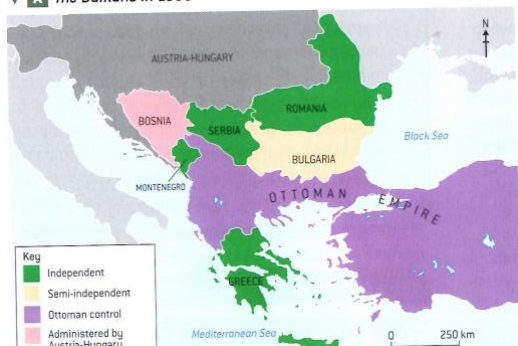 A The Balkans in
N
AUSTRIA-HUNGARY
BOSNIA
SERBIA
ROMANIA
Black Sea
BULGARIA
MONTENEGRO
OTTOMAN EMPIRE
GREECE
Key
Independent
Semi-independent
Ottoman control
Administered by
Austria-Hungary
Mediterranean Sea
0 250 km